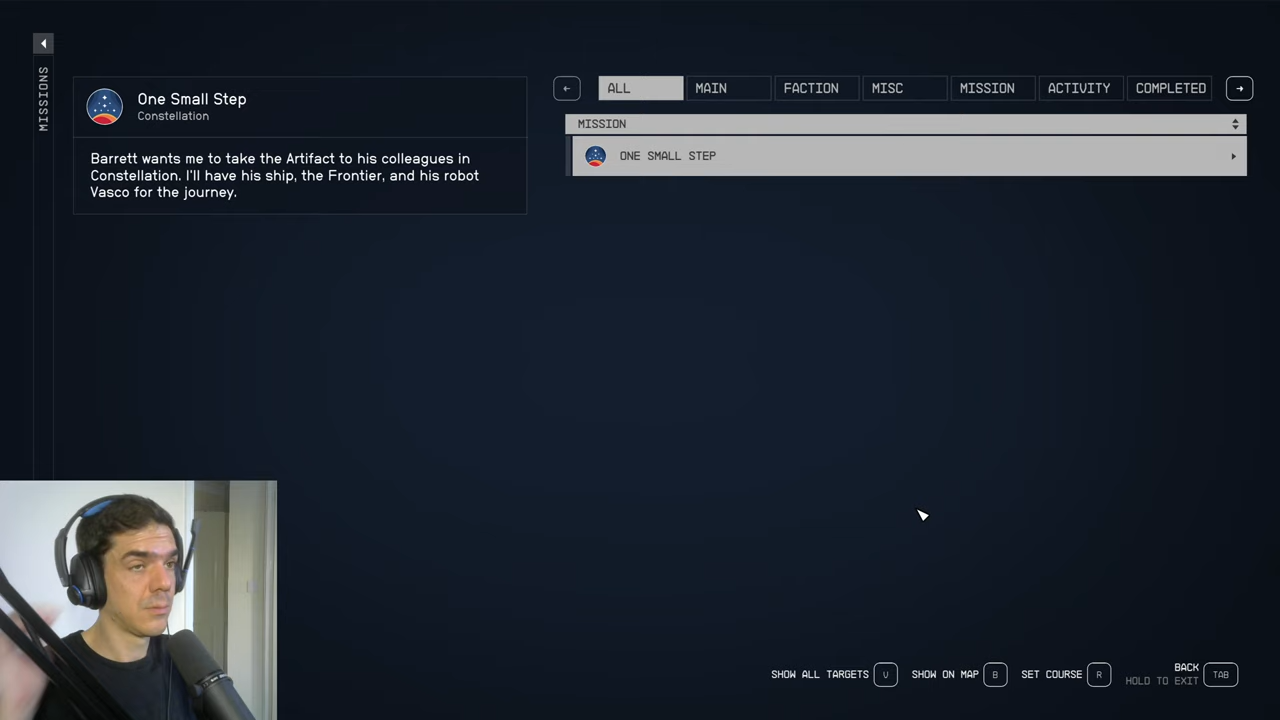 MISSIONS
One Small Step
Constellation
Barrett wants me to take the Artifact to his colleagues in
Constellation. I'll have his ship, the Frontier, and his robot
Vasco for the journey.
ALL MAIN FACTION MISC MISSION ACTIVITY COMPLETED
MISSION
ONE SMALL STEP
SHOW ALL TARGETS V SHOW ON MAP B SET COURSE R BACK TAB
HOLD TO EXIT